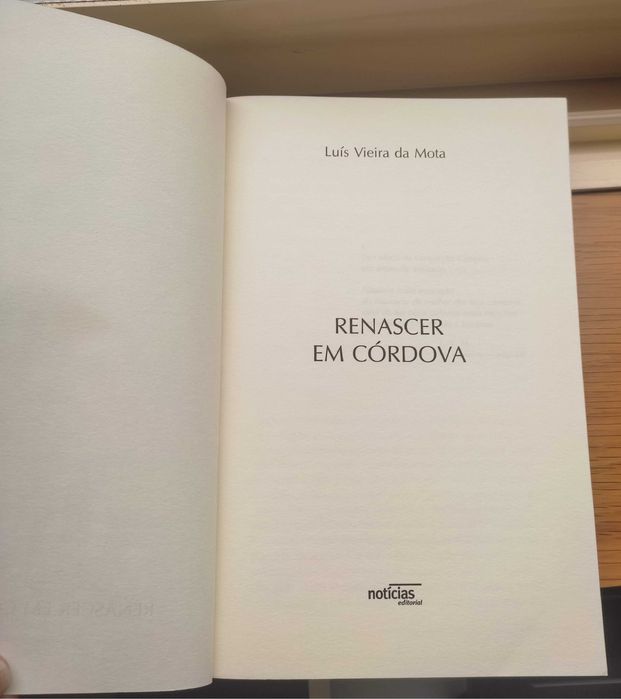 Luís Vieira da Mota
RENASCER
EM CÓRDOVA
notícias
editorial